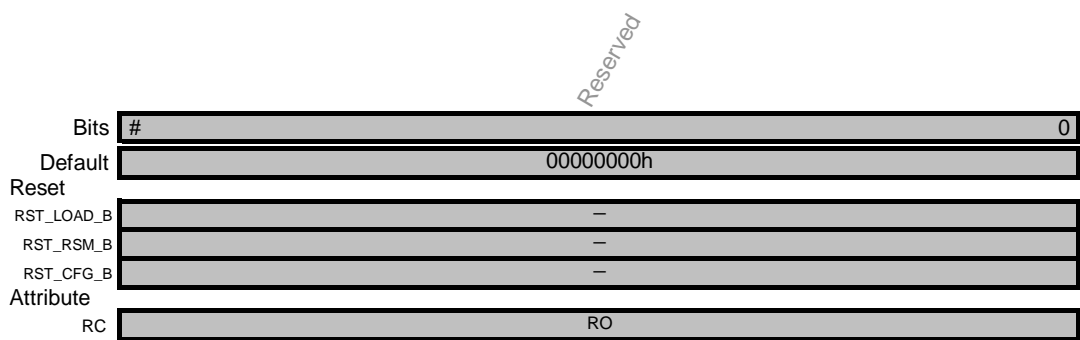 Reserved
Bits # 0
Default 00000000h
Reset
RST_LOAD_B –
RST_RSM_B –
RST_CFG_B –
Attribute
RC RO